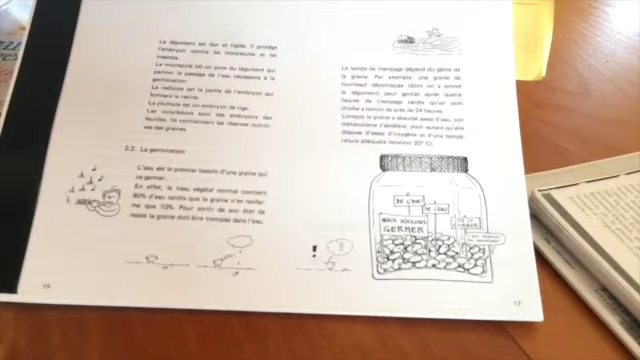 Le tégument est dur et rigide. Il protège
l'embryon contre les moisissures et les
insectes.
Le micropyle est un pore du tégument qui
permet le passage de l'eau nécessaire à la
germination.
La radicule est la partie de l'embryon qui
formera la racine.
La plumule est un embryon de tige.
Les cotylédons sont des embryons des
feuilles. Ils contiennent les réserves nutriti-
ves des graines.
2.2. La germination
L'eau est le premier besoin d'une graine qui
va germer.
En effet, le tissu végétal normal contient
80% d'eau tandis que la graine n'en renfer-
me que 10%. Pour sortir de son état de
repos la graine doit être trempée dans l'eau.
16
Le temps de trempage dépend du genre de
la graine. Par exemple: une graine de
tournesol décortiquée (dont on a enlevé
le tégument) peut germer après quatre
heures de trempage tandis qu'un pois
chiche a besoin de près de 24 heures.
Lorsque la graine a absorbé assez d'eau, son
métabolisme s'accélère, pour autant qu'elle
dispose d'assez d'oxygène et d'une tempé-
rature adéquate (environ 20° C).
DE L'AIR!
DE L'EAU!
NOUS VOULONS
GERMER
DE LA
CHALEUR
17